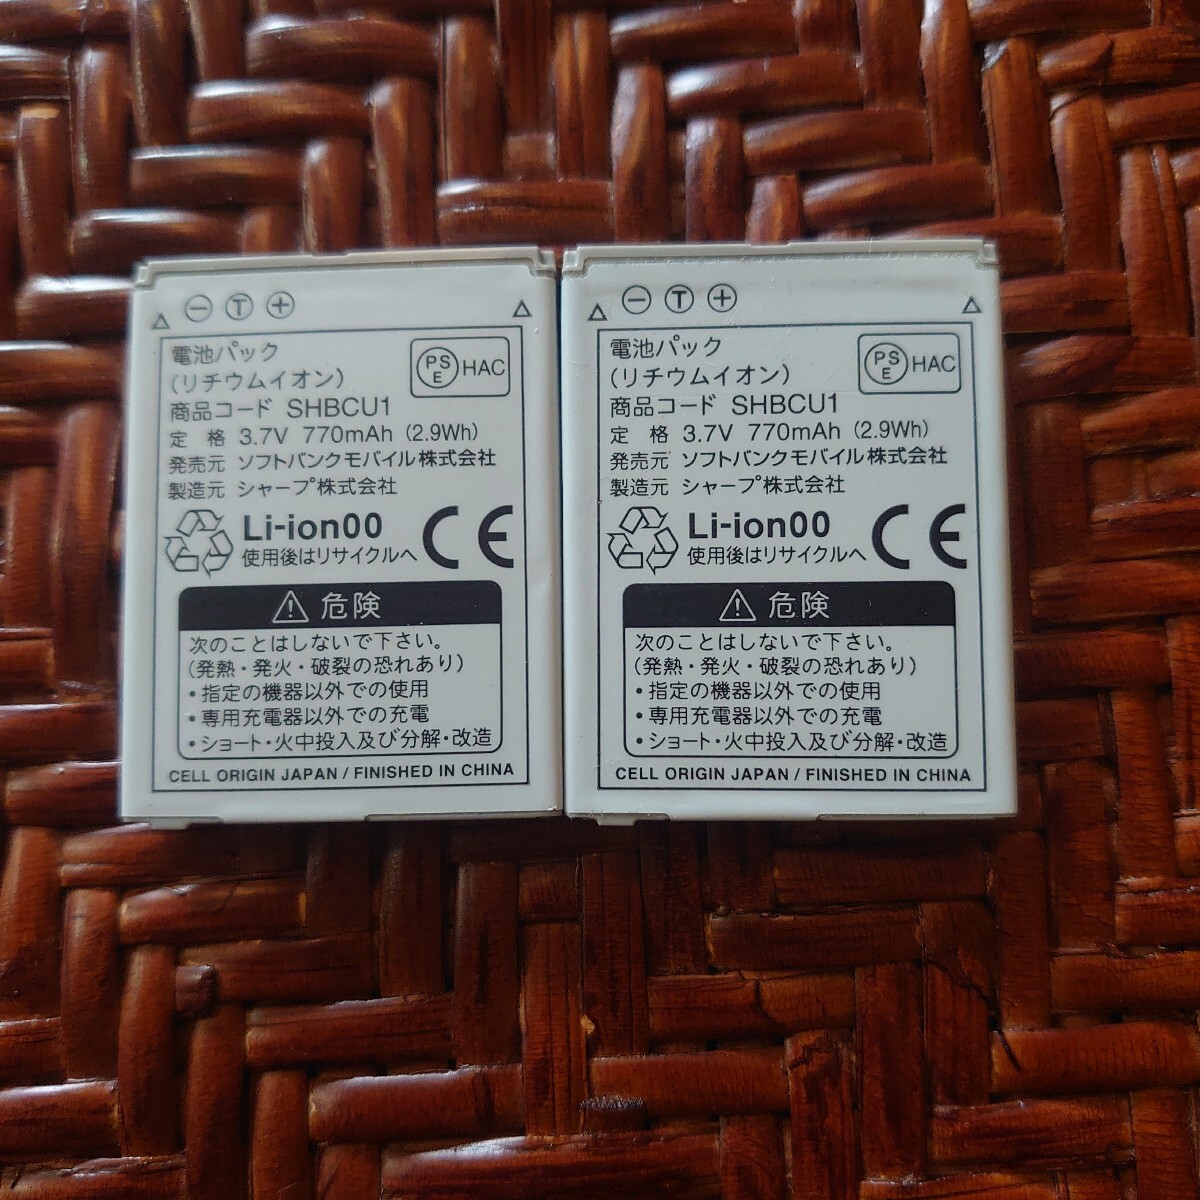 ⊖ Ⓣ ⊕
電池パック
(リチウムイオン)
PSE HAC
商品コード SHBCU1
定 格 3.7V 770mAh (2.9Wh)
発売元 ソフトバンクモバイル株式会社
製造元 シャープ株式会社
Li-ion00
使用後はリサイクルへ
CE
⚠ 危険
次のことはしないで下さい。
(発熱・発火・破裂の恐れあり)
・指定の機器以外での使用
・専用充電器以外での充電
・ショート・火中投入及び分解・改造
CELL ORIGIN JAPAN / FINISHED IN CHINA
⊖ Ⓣ ⊕
電池パック
(リチウムイオン)
PSE HAC
商品コード SHBCU1
定 格 3.7V 770mAh (2.9Wh)
発売元 ソフトバンクモバイル株式会社
製造元 シャープ株式会社
Li-ion00
使用後はリサイクルへ
CE
⚠ 危険
次のことはしないで下さい。
(発熱・発火・破裂の恐れあり)
・指定の機器以外での使用
・専用充電器以外での充電
・ショート・火中投入及び分解・改造
CELL ORIGIN JAPAN / FINISHED IN CHINA